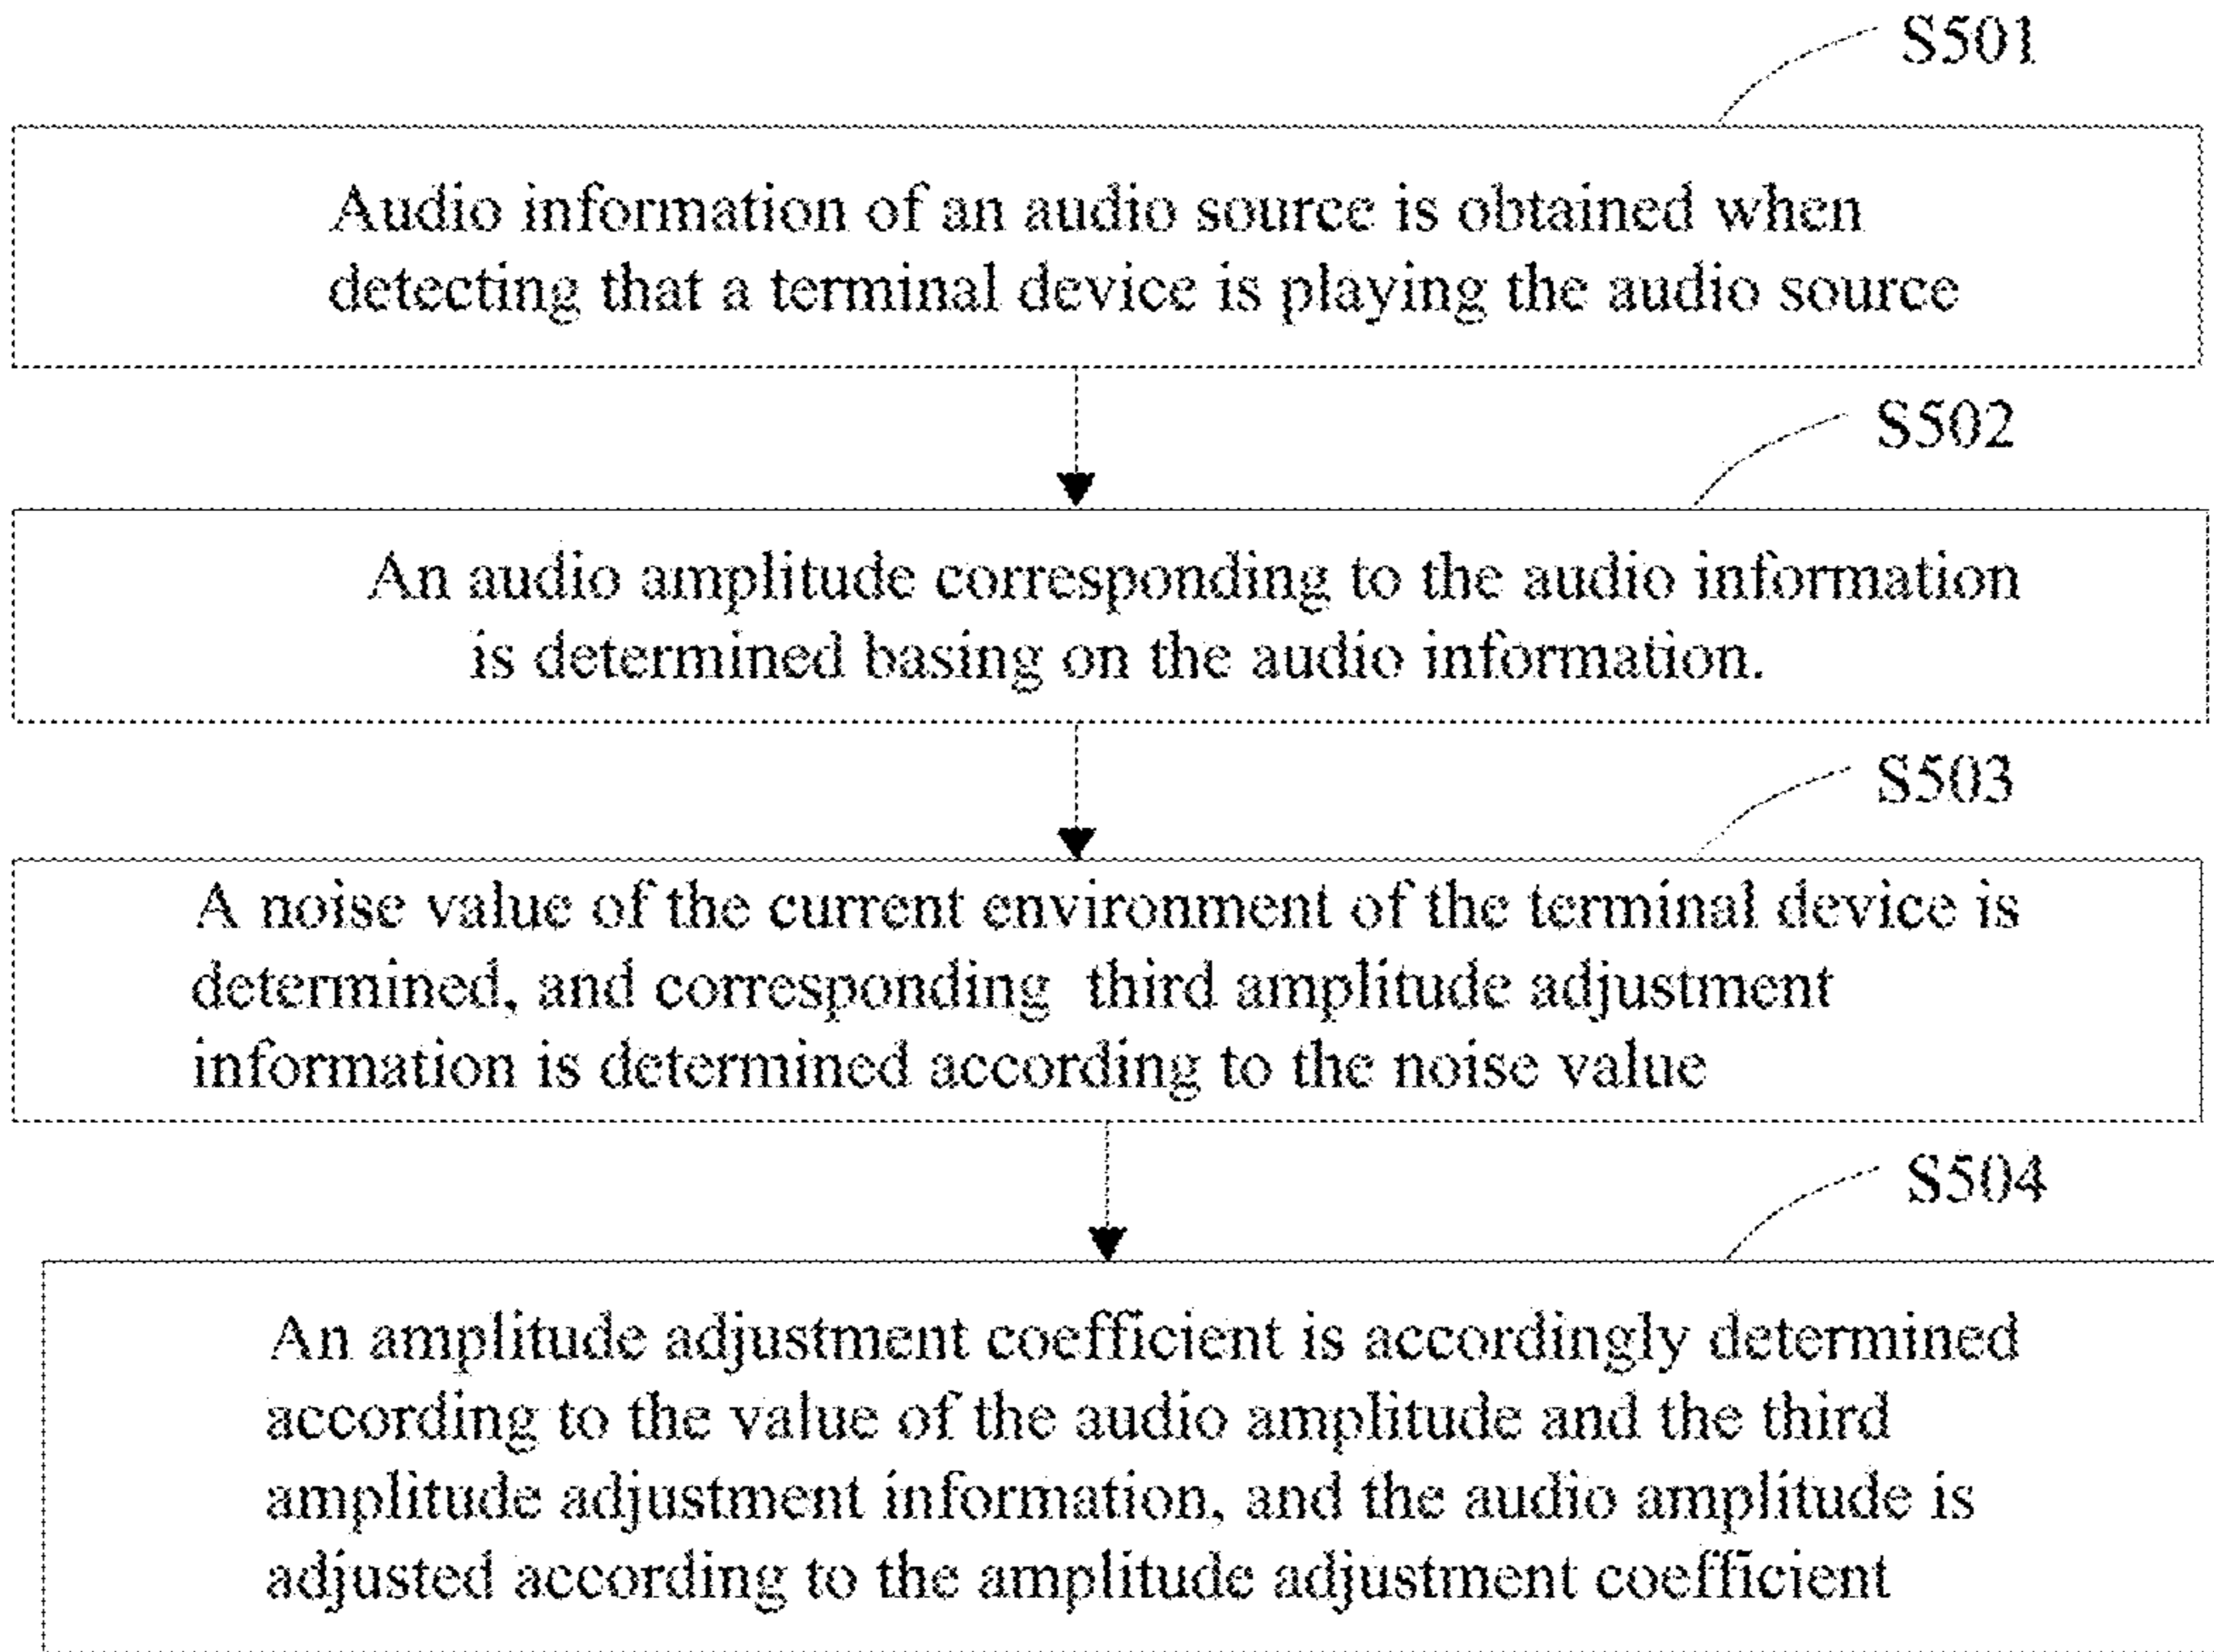 S501
Audio information of an audio source is obtained when
detecting that a terminal device is playing the audio source
S502
An audio amplitude corresponding to the audio information
is determined basing on the audio information.
S503
A noise value of the current environment of the terminal device is
determined, and corresponding third amplitude adjustment
information is determined according to the noise value
S504
An amplitude adjustment coefficient is accordingly determined
according to the value of the audio amplitude and the third
amplitude adjustment information, and the audio amplitude is
adjusted according to the amplitude adjustment coefficient